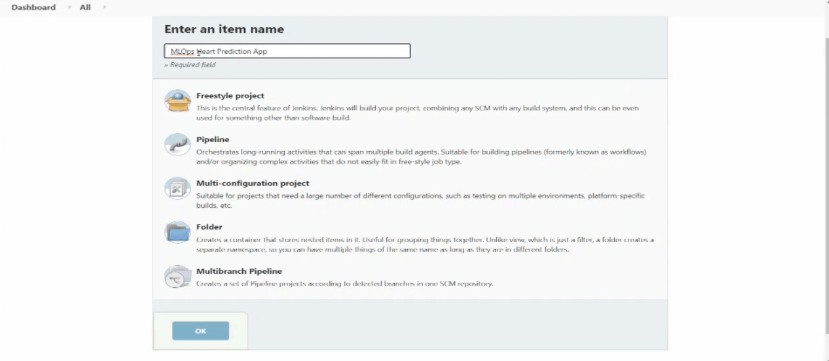 Dashboard All
Enter an item name
MLOps Heart Prediction App
» Required field
Freestyle project
This is the central feature of Jenkins. Jenkins will build your project, combining any SCM with any build system, and this can be even
used for something other than software build.
Pipeline
Orchestrates long-running activities that can span multiple build agents. Suitable for building pipelines (formerly known as workflows)
and/or organizing complex activities that do not easily fit in free-style job type.
Multi-configuration project
Suitable for projects that need a large number of different configurations, such as testing on multiple environments, platform-specific
builds, etc.
Folder
Creates a container that stores nested items in it. Useful for grouping things together. Unlike view, which is just a filter, a folder creates a
separate namespace, so you can have multiple things of the same name as long as they are in different folders.
Multibranch Pipeline
Creates a set of Pipeline projects according to detected branches in one SCM repository.
OK